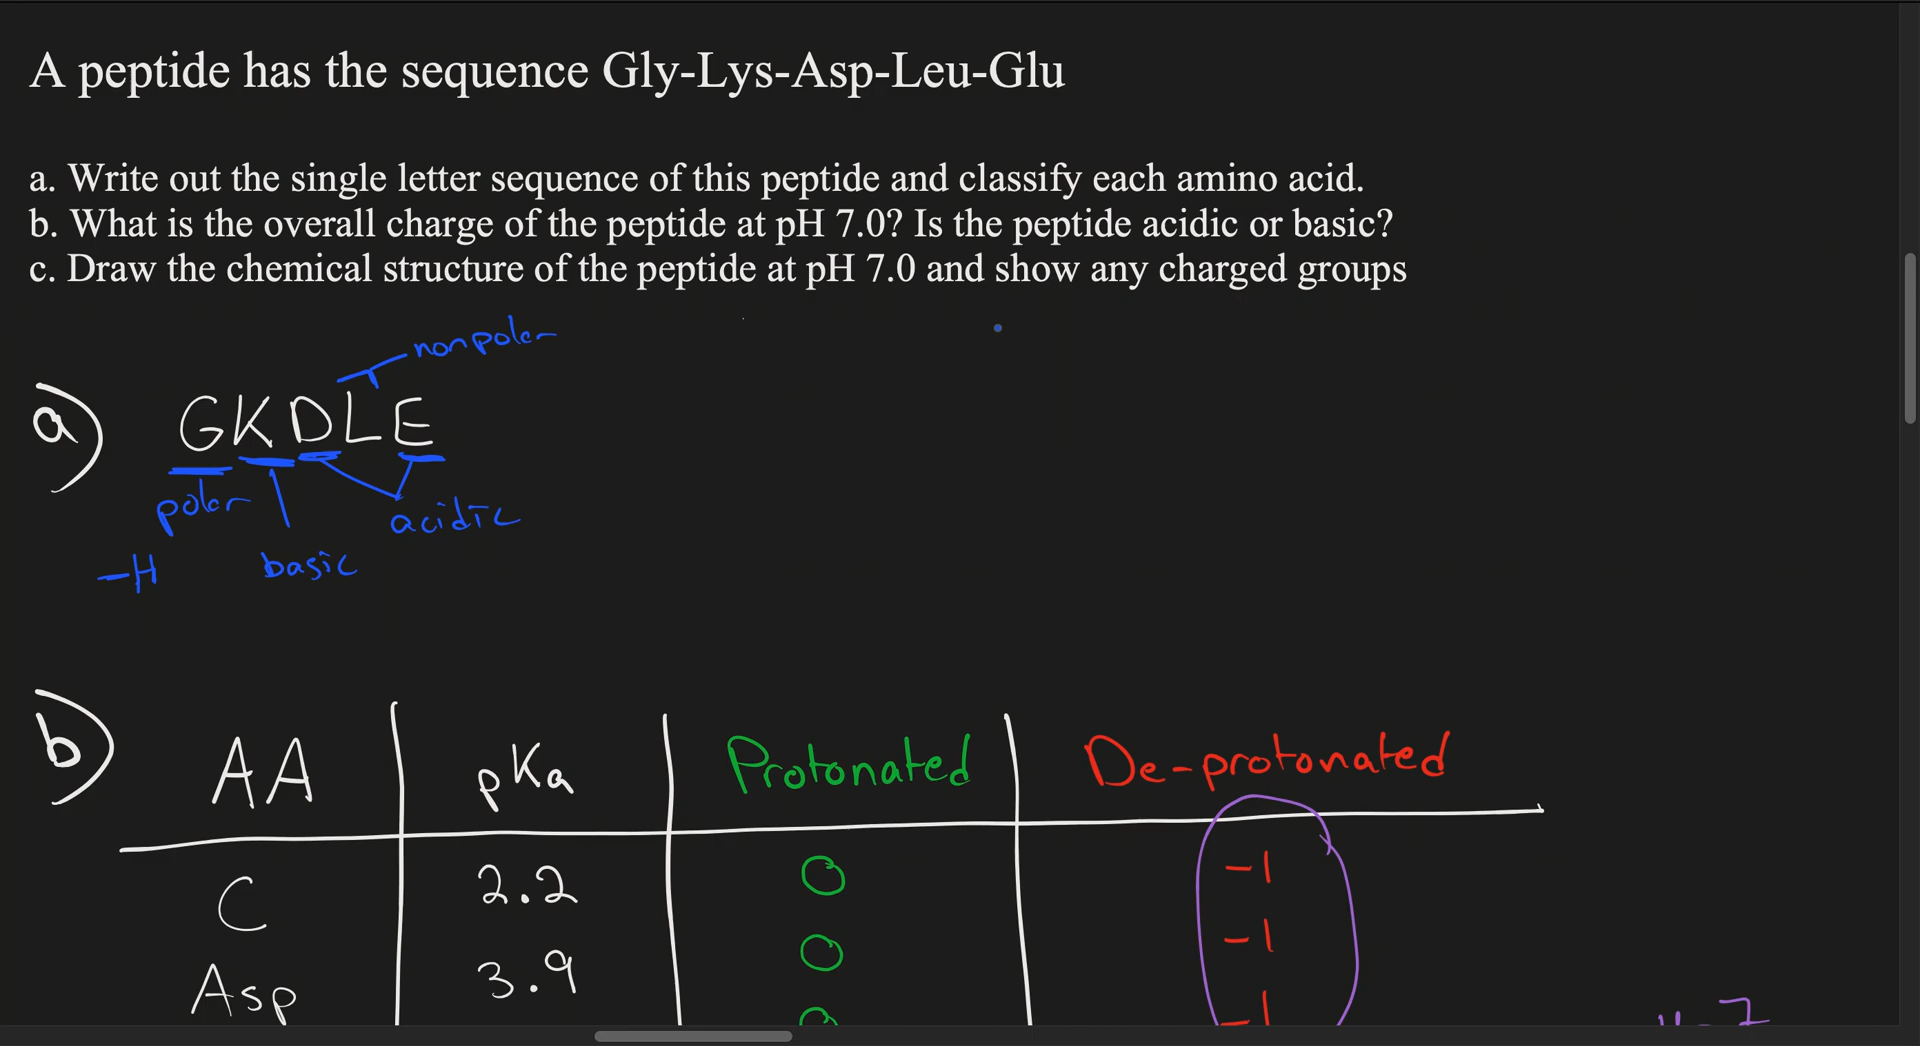 A peptide has the sequence Gly-Lys-Asp-Leu-Glu
a. Write out the single letter sequence of this peptide and classify each amino acid.
b. What is the overall charge of the peptide at pH 7.0? Is the peptide acidic or basic?
c. Draw the chemical structure of the peptide at pH 7.0 and show any charged groups
nonpolar
a) GKDLE
polar
acidic
-H basic
b) AA pKa Protonated De-protonated
C 2.2 0 -1
Asp 3.9 0 -1
0 -1